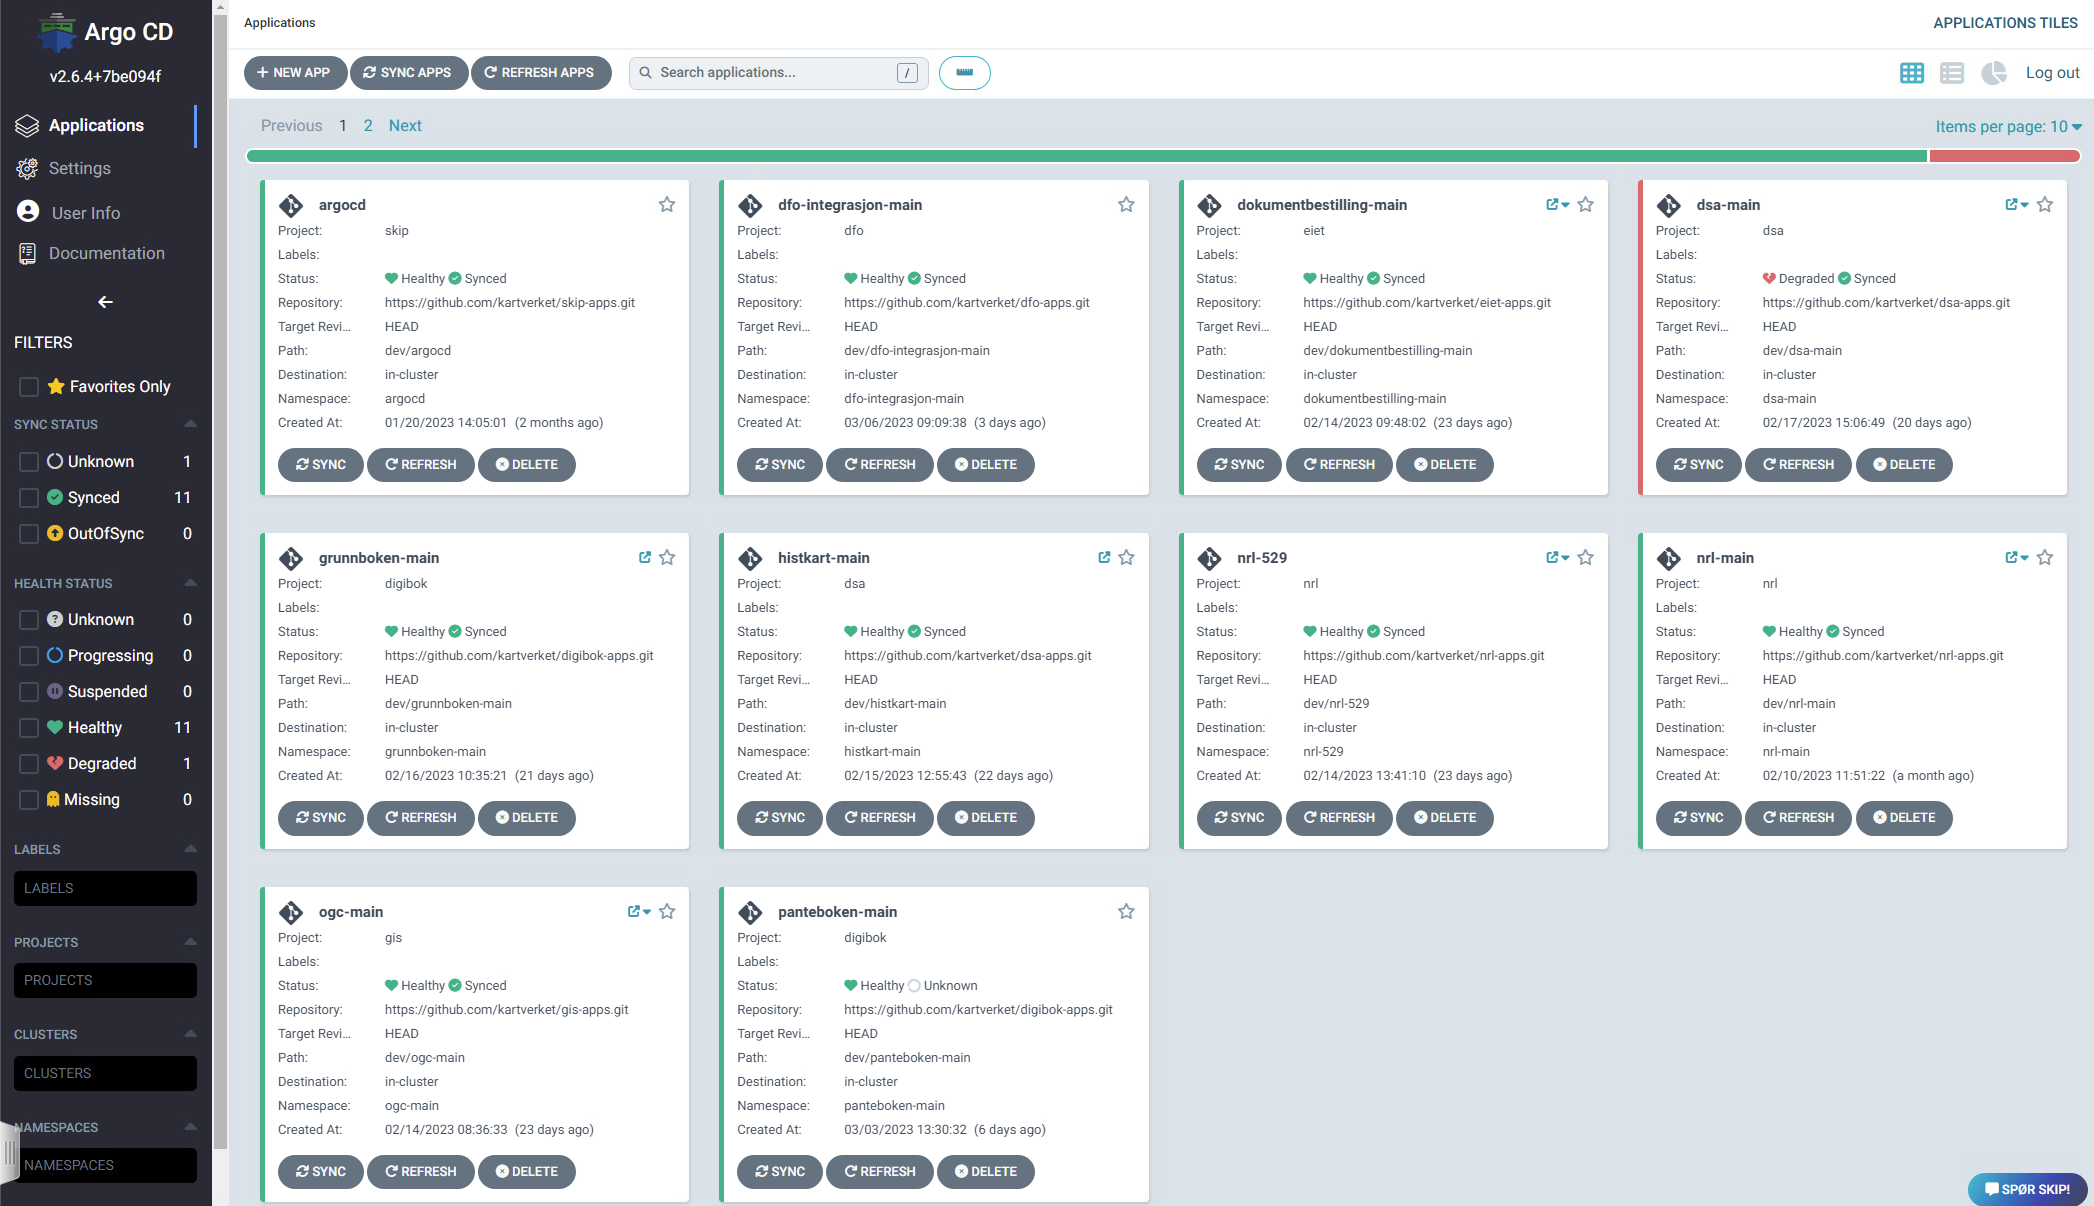 Argo CD
v2.6.4+7be094f
Applications
Settings
User Info
Documentation
FILTERS
Favorites Only
SYNC STATUS
Unknown 1
Synced 11
OutOfSync 0
HEALTH STATUS
Unknown 0
Progressing 0
Suspended 0
Healthy 11
Degraded 1
Missing 0
LABELS
LABELS
PROJECTS
PROJECTS
CLUSTERS
CLUSTERS
NAMESPACES
NAMESPACES
Applications
APPLICATIONS TILES
+ NEW APP SYNC APPS REFRESH APPS Search applications... / Log out
Previous 1 2 Next
Items per page: 10
argocd
Project: skip
Labels:
Status: Healthy Synced
Repository: https://github.com/kartverket/skip-apps.git
Target Revi... HEAD
Path: dev/argocd
Destination: in-cluster
Namespace: argocd
Created At: 01/20/2023 14:05:01 (2 months ago)
SYNC REFRESH DELETE
dfo-integrasjon-main
Project: dfo
Labels:
Status: Healthy Synced
Repository: https://github.com/kartverket/dfo-apps.git
Target Revi... HEAD
Path: dev/dfo-integrasjon-main
Destination: in-cluster
Namespace: dfo-integrasjon-main
Created At: 03/06/2023 09:09:38 (3 days ago)
SYNC REFRESH DELETE
dokumentbestilling-main
Project: eiet
Labels:
Status: Healthy Synced
Repository: https://github.com/kartverket/eiet-apps.git
Target Revi... HEAD
Path: dev/dokumentbestilling-main
Destination: in-cluster
Namespace: dokumentbestilling-main
Created At: 02/14/2023 09:48:02 (23 days ago)
SYNC REFRESH DELETE
dsa-main
Project: dsa
Labels:
Status: Degraded Synced
Repository: https://github.com/kartverket/dsa-apps.git
Target Revi... HEAD
Path: dev/dsa-main
Destination: in-cluster
Namespace: dsa-main
Created At: 02/17/2023 15:06:49 (20 days ago)
SYNC REFRESH DELETE
grunnboken-main
Project: digibok
Labels:
Status: Healthy Synced
Repository: https://github.com/kartverket/digibok-apps.git
Target Revi... HEAD
Path: dev/grunnboken-main
Destination: in-cluster
Namespace: grunnboken-main
Created At: 02/16/2023 10:35:21 (21 days ago)
SYNC REFRESH DELETE
histkart-main
Project: dsa
Labels:
Status: Healthy Synced
Repository: https://github.com/kartverket/dsa-apps.git
Target Revi... HEAD
Path: dev/histkart-main
Destination: in-cluster
Namespace: histkart-main
Created At: 02/15/2023 12:55:43 (22 days ago)
SYNC REFRESH DELETE
nrl-529
Project: nrl
Labels:
Status: Healthy Synced
Repository: https://github.com/kartverket/nrl-apps.git
Target Revi... HEAD
Path: dev/nrl-529
Destination: in-cluster
Namespace: nrl-529
Created At: 02/14/2023 13:41:10 (23 days ago)
SYNC REFRESH DELETE
nrl-main
Project: nrl
Labels:
Status: Healthy Synced
Repository: https://github.com/kartverket/nrl-apps.git
Target Revi... HEAD
Path: dev/nrl-main
Destination: in-cluster
Namespace: nrl-main
Created At: 02/10/2023 11:51:22 (a month ago)
SYNC REFRESH DELETE
ogc-main
Project: gis
Labels:
Status: Healthy Synced
Repository: https://github.com/kartverket/gis-apps.git
Target Revi... HEAD
Path: dev/ogc-main
Destination: in-cluster
Namespace: ogc-main
Created At: 02/14/2023 08:36:33 (23 days ago)
SYNC REFRESH DELETE
panteboken-main
Project: digibok
Labels:
Status: Healthy Unknown
Repository: https://github.com/kartverket/digibok-apps.git
Target Revi... HEAD
Path: dev/panteboken-main
Destination: in-cluster
Namespace: panteboken-main
Created At: 03/03/2023 13:30:32 (6 days ago)
SYNC REFRESH DELETE
SPØR SKIP!